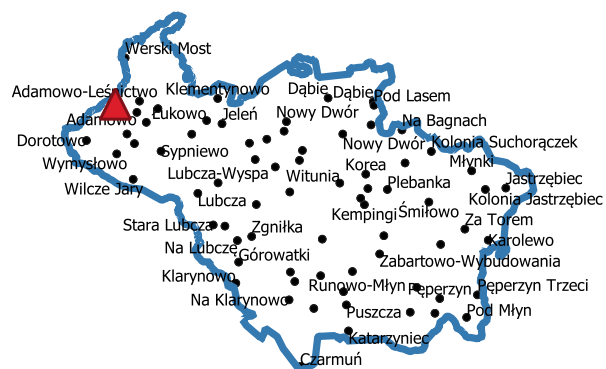 Werski Most
Adamowo-Leśnictwo
Klementynowo
Dąbie
Dąbie
Pod Lasem
Adamowo
Łukowo
Jeleń
Nowy Dwór
Na Bagnach
Dorotowo
Sypniewo
Nowy Dwór
Kolonia Suchorączek
Wymysłowo
Lubcza-Wyspa
Witunia
Korea
Młynki
Wilcze Jary
Plebanka
Jastrzębiec
Lubcza
Kempingi
Śmiłowo
Kolonia Jastrzębiec
Stara Lubcza
Zgniłka
Za Torem
Na Lubczę
Górowatki
Karolewo
Zabartowo-Wybudowania
Klarynowo
Runowo-Młyn
Pęperzyn
Pęperzyn Trzeci
Na Klarynowo
Puszcza
Pod Młyn
Katarzyniec
Czarmuń